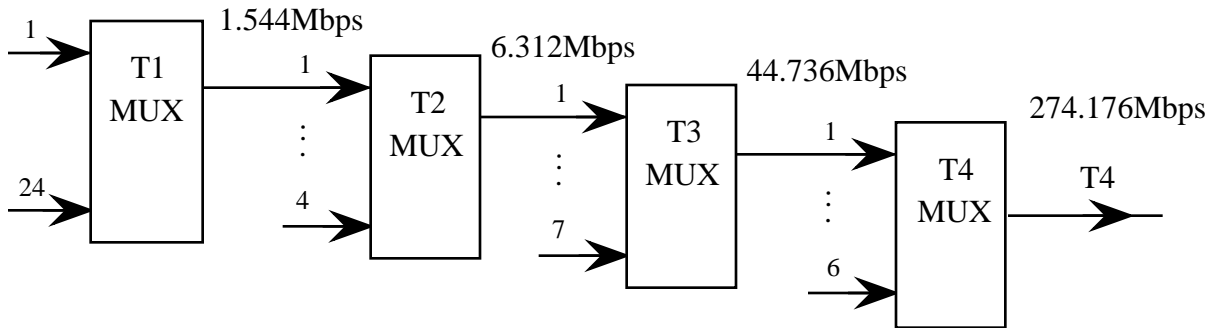 1
24
T1
MUX
1.544Mbps
1
4
T2
MUX
6.312Mbps
1
7
T3
MUX
44.736Mbps
1
6
T4
MUX
274.176Mbps
T4